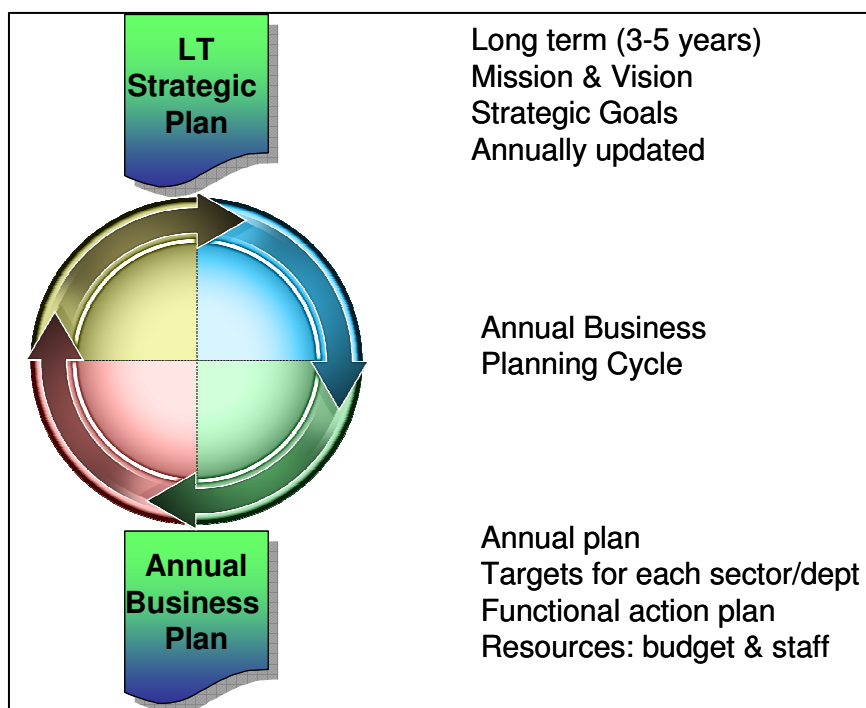 LT
Strategic
Plan
Long term (3-5 years)
Mission & Vision
Strategic Goals
Annually updated
Annual Business
Planning Cycle
Annual
Business
Plan
Annual plan
Targets for each sector/dept
Functional action plan
Resources: budget & staff